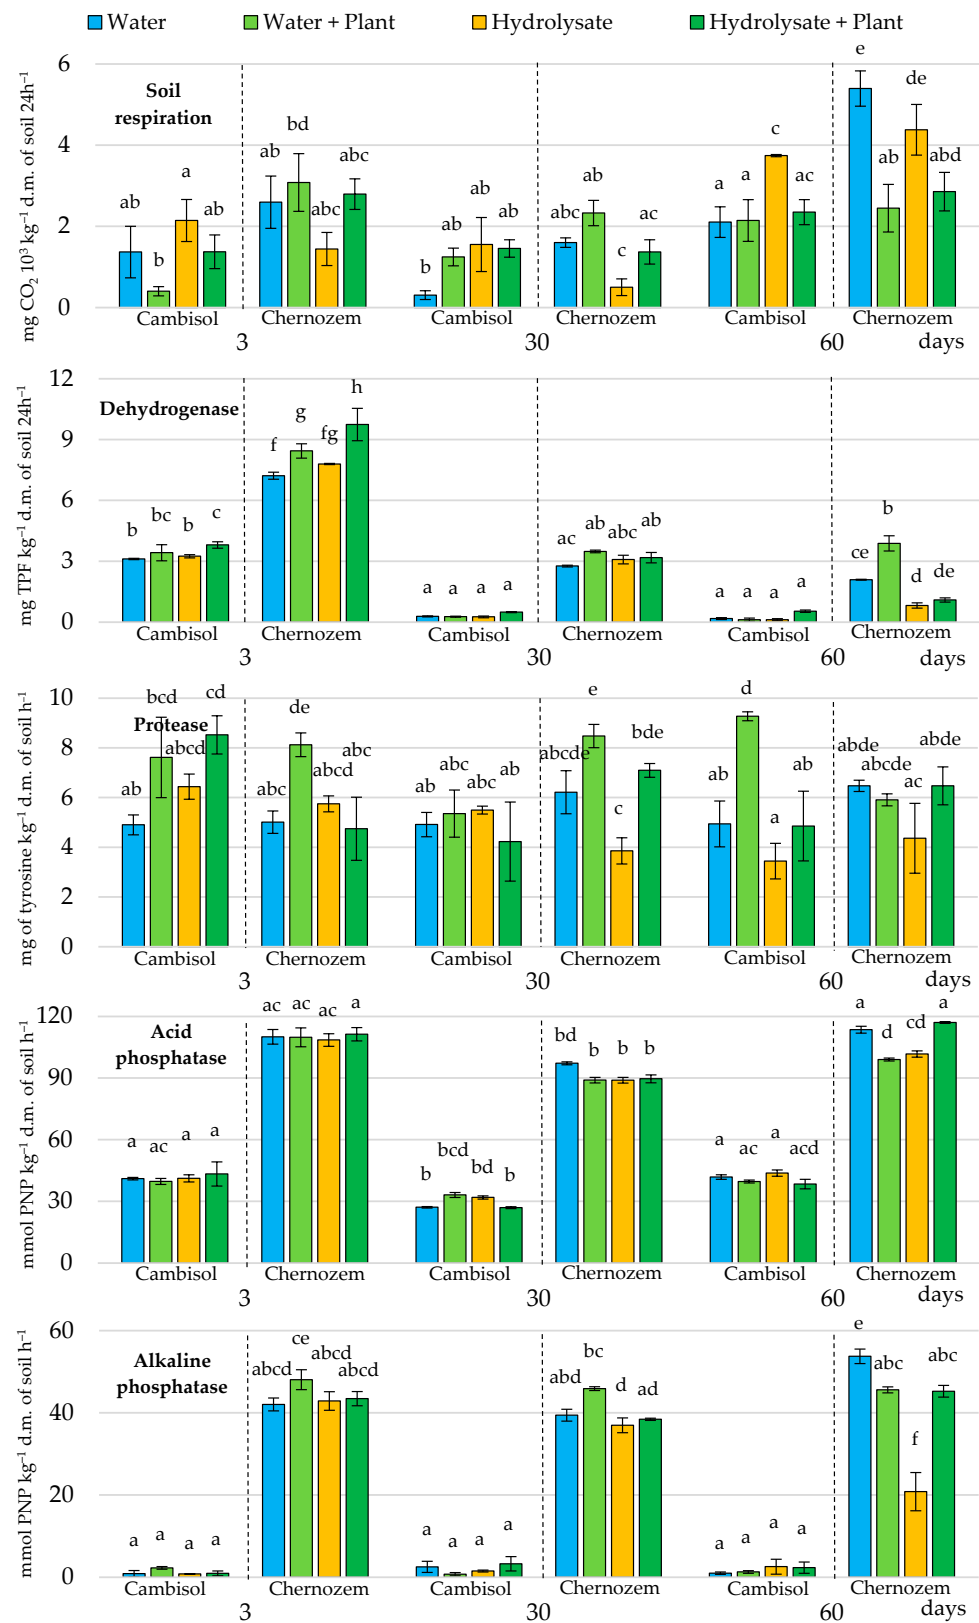 Water Water + Plant Hydrolysate Hydrolysate + Plant
mg CO₂ 10³ kg⁻¹ d.m. of soil 24h⁻¹
6
4
2
0
Soil
respiration
ab b a ab
ab bd abc abc
b ab ab ab
abc ab c ac
a a c ac
e ab de abd
Cambisol Chernozem Cambisol Chernozem Cambisol Chernozem
3 30 60 days
mg TPF kg⁻¹ d.m. of soil 24h⁻¹
12
9
6
3
0
Dehydrogenase
b bc b c
f g fg h
a a a a
ac ab abc ab
a a a a
ce b d de
Cambisol Chernozem Cambisol Chernozem Cambisol Chernozem
3 30 60 days
mg of tyrosine kg⁻¹ d.m. of soil h⁻¹
10
8
6
4
2
0
Protease
ab bcd abcd cd
abc de abcd abc
ab abc abc ab
abcde e c bde
ab d a ab
abde abcde ac abde
Cambisol Chernozem Cambisol Chernozem Cambisol Chernozem
3 30 60 days
mmol PNP kg⁻¹ d.m. of soil h⁻¹
120
90
60
30
0
Acid
phosphatase
a ac a a
ac ac ac a
b bcd bd b
bd b b b
a ac a acd
a d cd a
Cambisol Chernozem Cambisol Chernozem Cambisol Chernozem
3 30 60 days
mmol PNP kg⁻¹ d.m. of soil h⁻¹
60
40
20
0
Alkaline
phosphatase
a a a a
abcd ce abcd abcd
a a a a
abd bc d ad
a a a a
e abc f abc
Cambisol Chernozem Cambisol Chernozem Cambisol Chernozem
3 30 60 days